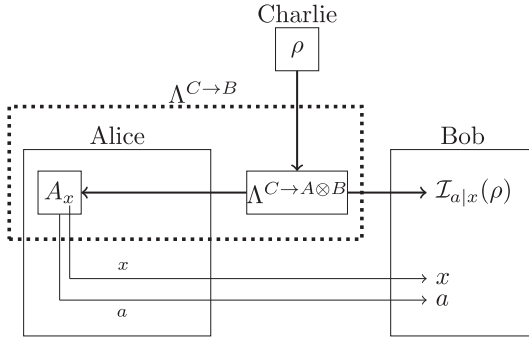 Charlie
ρ
Λ^{C→B}
Alice
Bob
A_x
Λ^{C→A⊗B}
𝓘_{a|x}(ρ)
x
x
a
a